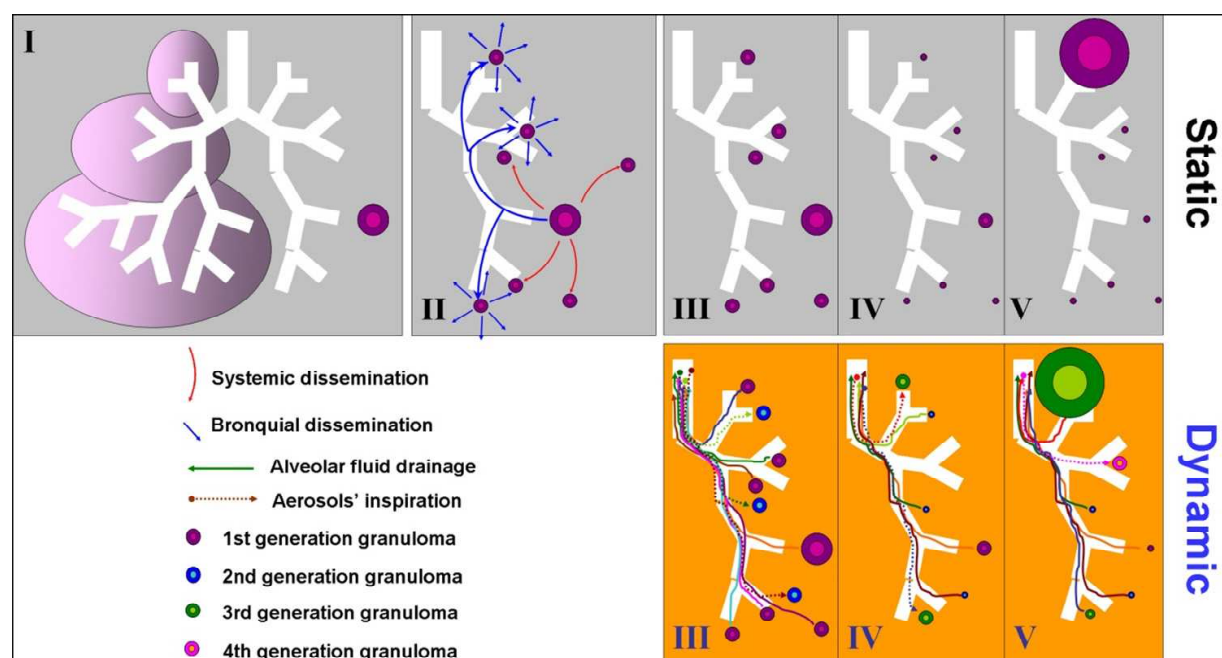 I
II
III
IV
V
Static
Systemic dissemination
Bronquial dissemination
Alveolar fluid drainage
Aerosols’ inspiration
1st generation granuloma
2nd generation granuloma
3rd generation granuloma
4th generation granuloma
III
IV
V
Dynamic